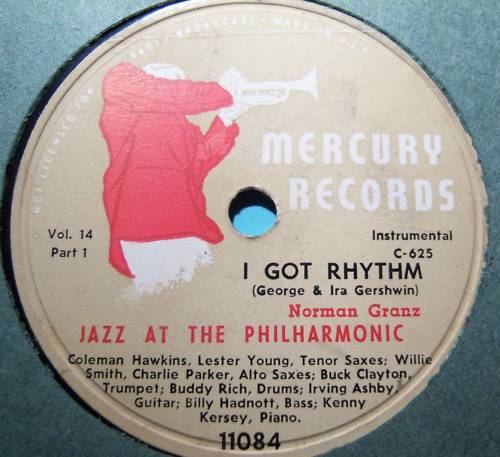 NOT LICENSED FOR RADIO BROADCAST • MADE IN U.S.A.
MERCURY
RECORDS
Vol. 14
Part 1
Instrumental
C-625
I GOT RHYTHM
(George & Ira Gershwin)
Norman Granz
JAZZ AT THE PHILHARMONIC
Coleman Hawkins, Lester Young, Tenor Saxes; Willie
Smith, Charlie Parker, Alto Saxes; Buck Clayton,
Trumpet; Buddy Rich, Drums; Irving Ashby,
Guitar; Billy Hadnott, Bass; Kenny
Kersey, Piano.
11084